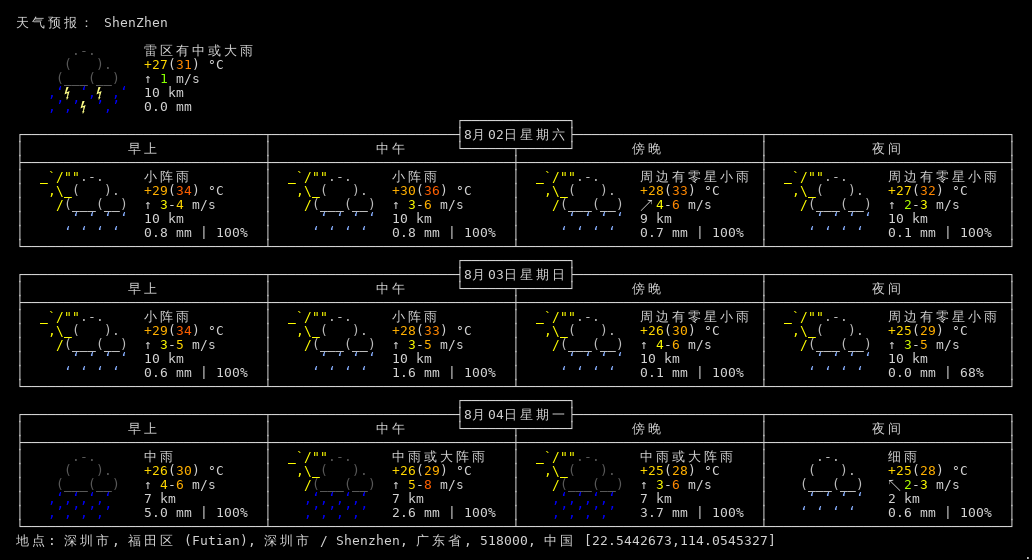 天气预报： ShenZhen
雷区有中或大雨
+27(31) °C
↑ 1 m/s
10 km
0.0 mm
8月02日星期六
早上 中午 傍晚 夜间
小阵雨 小阵雨 周边有零星小雨 周边有零星小雨
+29(34) °C +30(36) °C +28(33) °C +27(32) °C
↑ 3-4 m/s ↑ 3-6 m/s ↗ 4-6 m/s ↑ 2-3 m/s
10 km 10 km 9 km 10 km
0.8 mm | 100% 0.8 mm | 100% 0.7 mm | 100% 0.1 mm | 100%
8月03日星期日
早上 中午 傍晚 夜间
小阵雨 小阵雨 周边有零星小雨 周边有零星小雨
+29(34) °C +28(33) °C +26(30) °C +25(29) °C
↑ 3-5 m/s ↑ 3-5 m/s ↑ 4-6 m/s ↑ 3-5 m/s
10 km 10 km 10 km 10 km
0.6 mm | 100% 1.6 mm | 100% 0.1 mm | 100% 0.0 mm | 68%
8月04日星期一
早上 中午 傍晚 夜间
中雨 中雨或大阵雨 中雨或大阵雨 细雨
+26(30) °C +26(29) °C +25(28) °C +25(28) °C
↑ 4-6 m/s ↑ 5-8 m/s ↑ 3-6 m/s ↖ 2-3 m/s
7 km 7 km 7 km 2 km
5.0 mm | 100% 2.6 mm | 100% 3.7 mm | 100% 0.6 mm | 100%
地点: 深圳市, 福田区 (Futian), 深圳市 / Shenzhen, 广东省, 518000, 中国 [22.5442673,114.0545327]